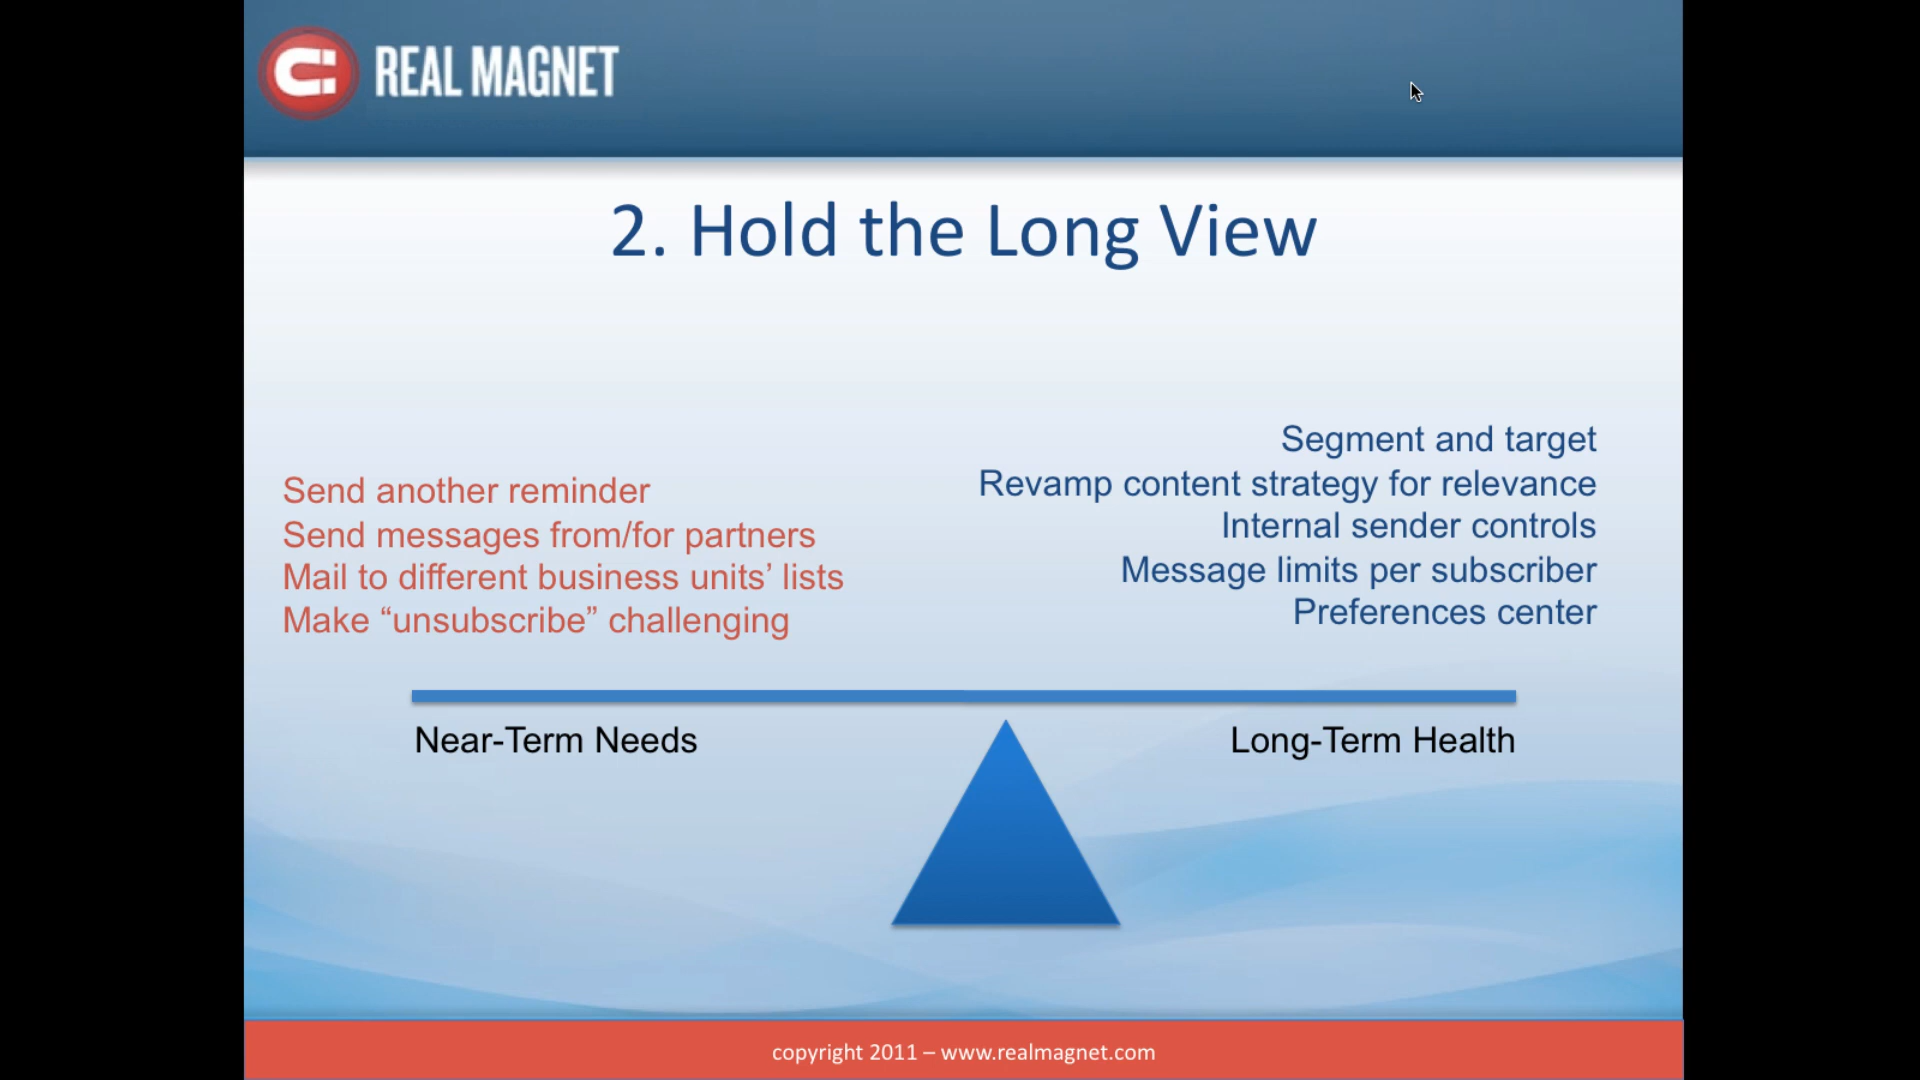 REAL MAGNET
2. Hold the Long View
Send another reminder
Send messages from/for partners
Mail to different business units’ lists
Make “unsubscribe” challenging
Segment and target
Revamp content strategy for relevance
Internal sender controls
Message limits per subscriber
Preferences center
Near-Term Needs
Long-Term Health
copyright 2011 – www.realmagnet.com